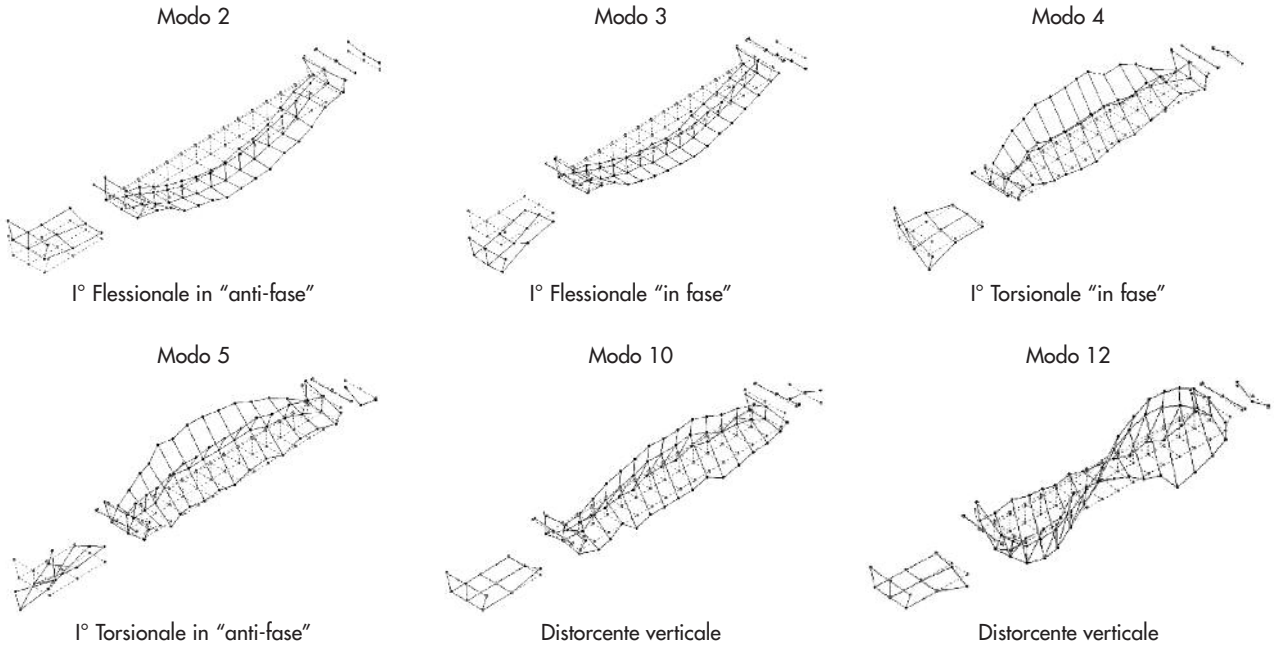 Modo 2
Modo 3
Modo 4
I° Flessionale in “anti-fase”
I° Flessionale “in fase”
I° Torsionale “in fase”
Modo 5
Modo 10
Modo 12
I° Torsionale in “anti-fase”
Distorcente verticale
Distorcente verticale